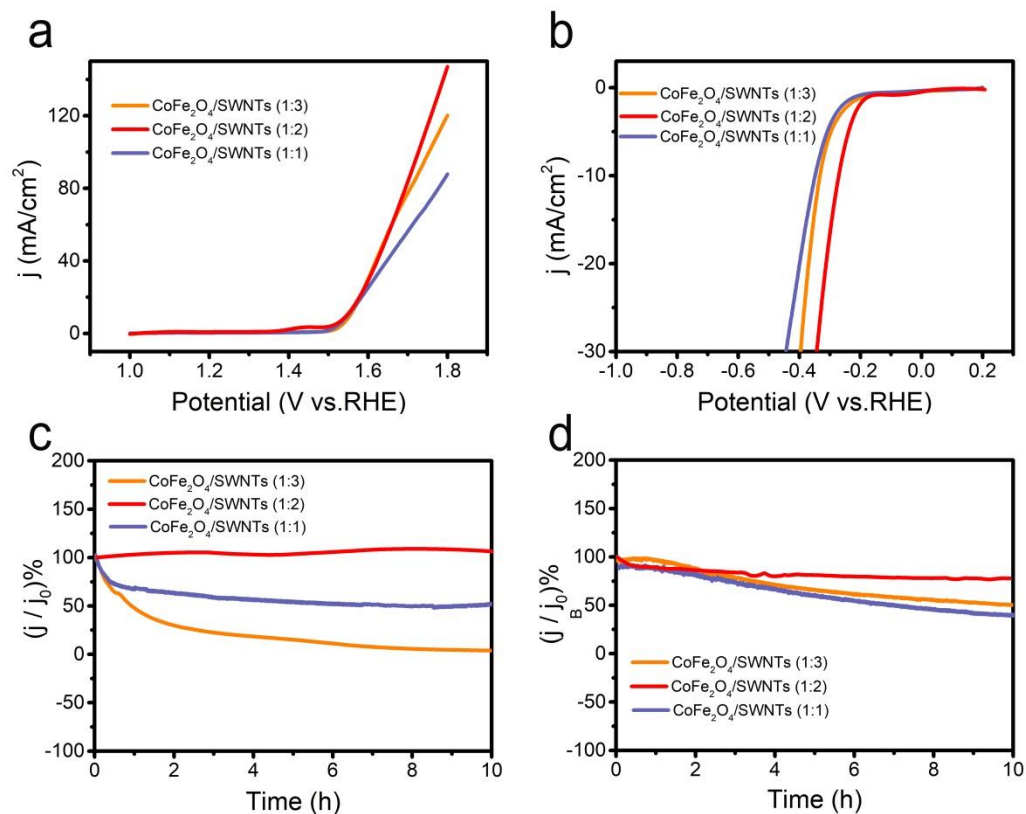 a
CoFe₂O₄/SWNTs (1:3)
CoFe₂O₄/SWNTs (1:2)
CoFe₂O₄/SWNTs (1:1)
120
80
40
0
j (mA/cm²)
1.0 1.2 1.4 1.6 1.8
Potential (V vs.RHE)
b
CoFe₂O₄/SWNTs (1:3)
CoFe₂O₄/SWNTs (1:2)
CoFe₂O₄/SWNTs (1:1)
0
-10
-20
-30
j (mA/cm²)
-1.0 -0.8 -0.6 -0.4 -0.2 0.0 0.2
Potential (V vs.RHE)
c
CoFe₂O₄/SWNTs (1:3)
CoFe₂O₄/SWNTs (1:2)
CoFe₂O₄/SWNTs (1:1)
200
150
100
50
0
-50
-100
(j / j₀)%
0 2 4 6 8 10
Time (h)
d
200
150
100
50
0
-50
-100
(j / j₀)%
B
CoFe₂O₄/SWNTs (1:3)
CoFe₂O₄/SWNTs (1:2)
CoFe₂O₄/SWNTs (1:1)
0 2 4 6 8 10
Time (h)